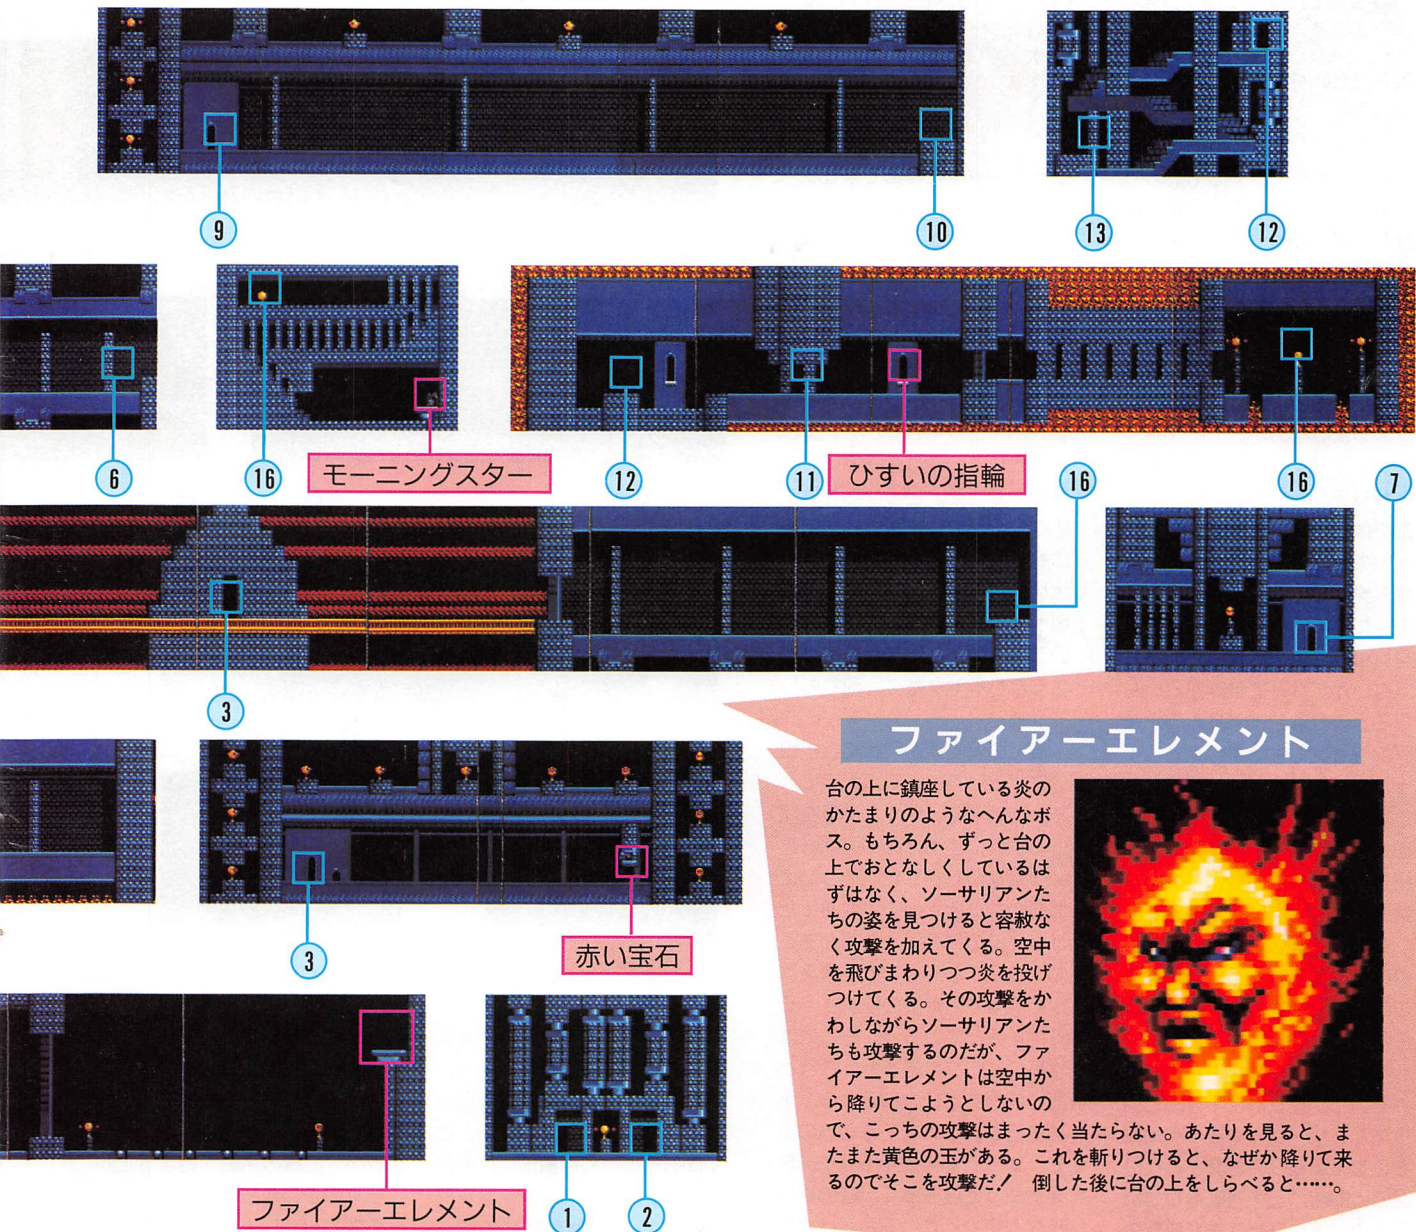 9
10
13
12
6
16
モーニングスター
12
11
ひすいの指輪
16
16
7
3
ファイアーエレメント
台の上に鎮座している炎の
かたまりのようなへんなボ
ス。もちろん、ずっと台の
上でおとなしくしているは
ずはなく、ソーサリアンた
ちの姿を見つけると容赦な
く攻撃を加えてくる。空中
を飛びまわりつつ炎を投げ
つけてくる。その攻撃をか
わしながらソーサリアンた
ちも攻撃するのだが、ファ
イアーエレメントは空中か
ら降りてこようとしないの
で、こっちの攻撃はまったく当たらない。あたりを見ると、ま
たまた黄色の玉がある。これを斬りつけると、なぜか降りて来
るのでそこを攻撃だ！ 倒した後に台の上をしらべると……。
3
赤い宝石
ファイアーエレメント
1
2